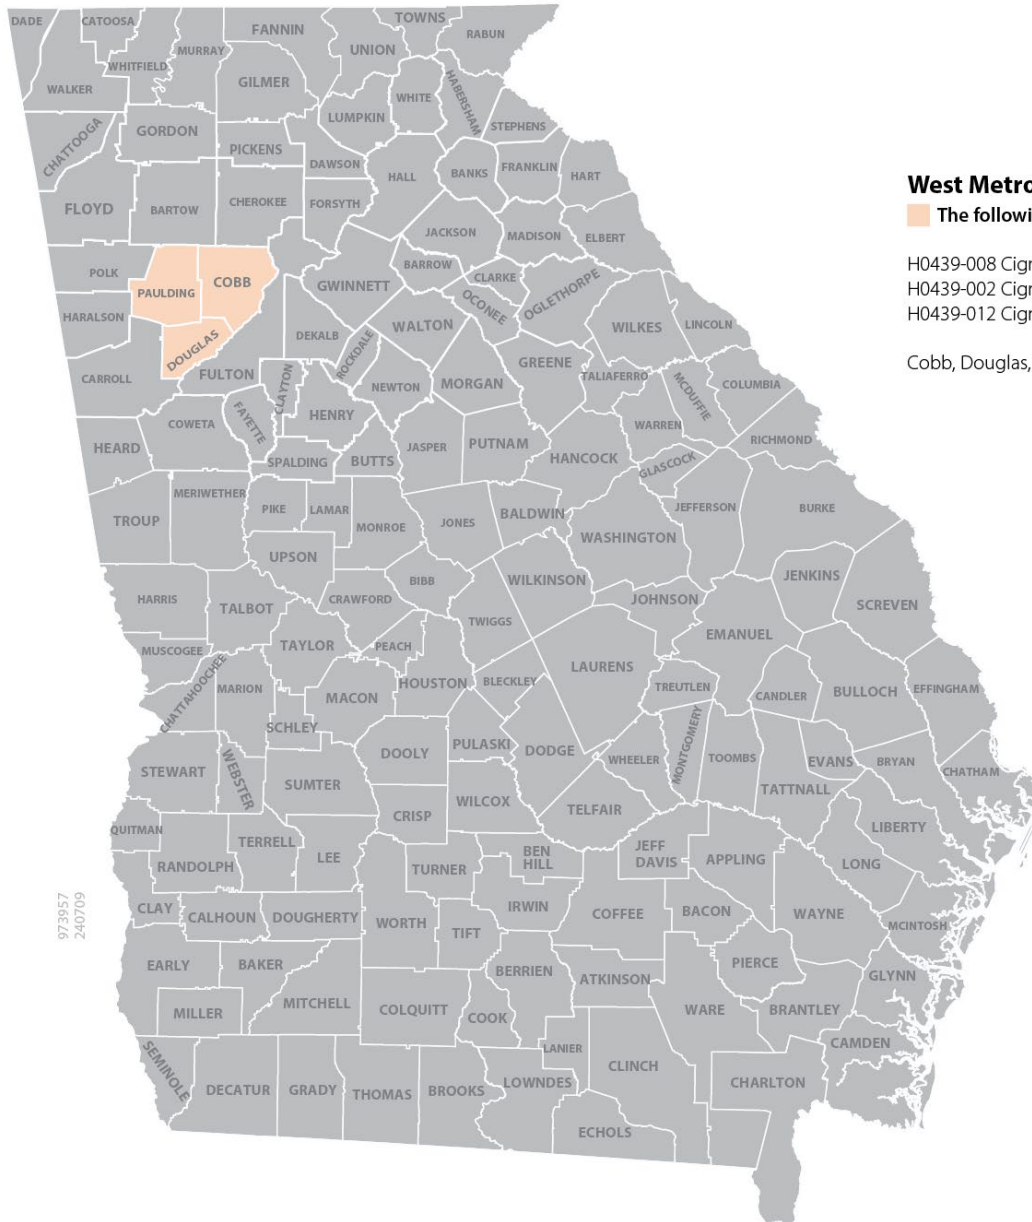 DADE
CATOOSA
FANNIN
TOWNS
RABUN
WHITFIELD
MURRAY
UNION
WALKER
GILMER
WHITE
HABERSHAM
LUMPKIN
STEPHENS
CHATTOOGA
GORDON
PICKENS
DAWSON
HALL
BANKS
FRANKLIN
HART
FLOYD
BARTOW
CHEROKEE
FORSYTH
JACKSON
MADISON
ELBERT
POLK
PAULDING
COBB
GWINNETT
BARROW
CLARKE
OCONEE
OGLETHORPE
HARALSON
DOUGLAS
FULTON
DEKALB
ROCKDALE
WALTON
WILKES
LINCOLN
CARROLL
CLAYTON
NEWTON
MORGAN
GREENE
TALIAFERRO
MCDUFFIE
COLUMBIA
HEARD
COWETA
FAYETTE
HENRY
JASPER
PUTNAM
HANCOCK
WARREN
RICHMOND
SPALDING
BUTTS
GLASCOCK
TROUP
MERIWETHER
PIKE
LAMAR
MONROE
JONES
BALDWIN
WASHINGTON
JEFFERSON
BURKE
UPSON
BIBB
WILKINSON
JENKINS
SCREVEN
HARRIS
TALBOT
CRAWFORD
TWIGGS
JOHNSON
EMANUEL
MUSCOGEE
TAYLOR
PEACH
LAURENS
CHATTAHOOCHEE
MARION
MACON
HOUSTON
BLECKLEY
TREUTLEN
CANDLER
BULLOCH
EFFINGHAM
SCHLEY
DOOLY
PULASKI
DODGE
WHEELER
MONTGOMERY
TOOMBS
EVANS
BRYAN
CHATHAM
STEWART
WEBSTER
SUMTER
TATTNALL
CRISP
WILCOX
TELFAIR
LIBERTY
QUITMAN
RANDOLPH
TERRELL
LEE
TURNER
BEN
HILL
JEFF
DAVIS
APPLING
LONG
CLAY
CALHOUN
DOUGHERTY
WORTH
TIFT
IRWIN
COFFEE
BACON
WAYNE
MCINTOSH
EARLY
BAKER
MITCHELL
BERRIEN
ATKINSON
PIERCE
GLYNN
MILLER
COLQUITT
COOK
WARE
BRANTLEY
SEMINOLE
DECATUR
GRADY
THOMAS
BROOKS
LANIER
LOWNDES
CLINCH
CHARLTON
CAMDEN
ECHOLS
973957
240709
West Metro
The followi
H0439-008 Cign
H0439-002 Cign
H0439-012 Cign
Cobb, Douglas,